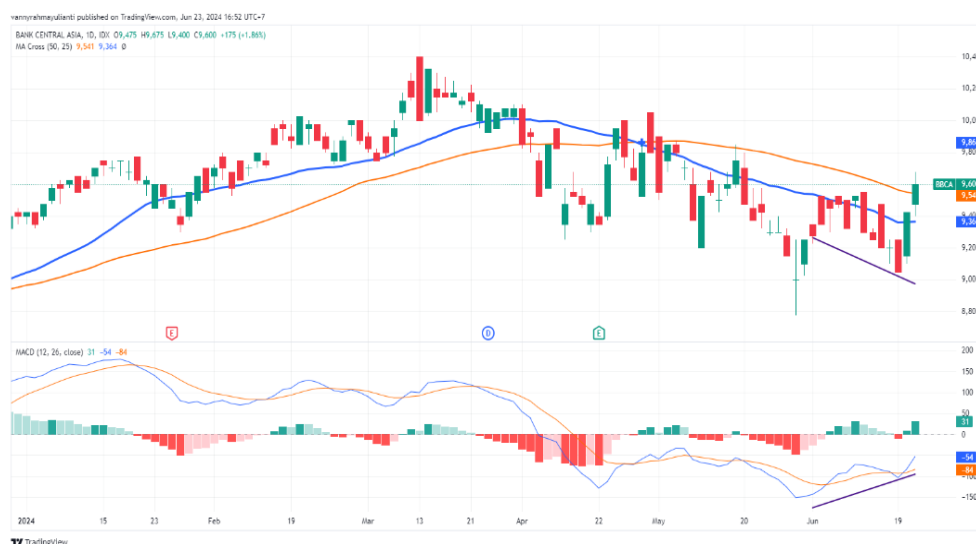 vannyrahmayulianti published on TradingView.com, Jun 23, 2024 16:52 UTC+7
BANK CENTRAL ASIA, 1D, IDX O9,475 H9,675 L9,400 C9,600 +175 (+1.86%)
MA Cross (50, 25) 9,541 9,364 Ø
10,4
10,2
10,0
9,86
9,80
BBCA 9,60
9,54
9,40
9,36
9,20
9,00
8,80
E D E
MACD (12, 26, close) 31 -54 -84
200
150
100
50
31
0
-54
-84
-100
-150
2024 15 23 Feb 19 Mar 13 21 Apr 22 May 20 Jun 19
TradingView